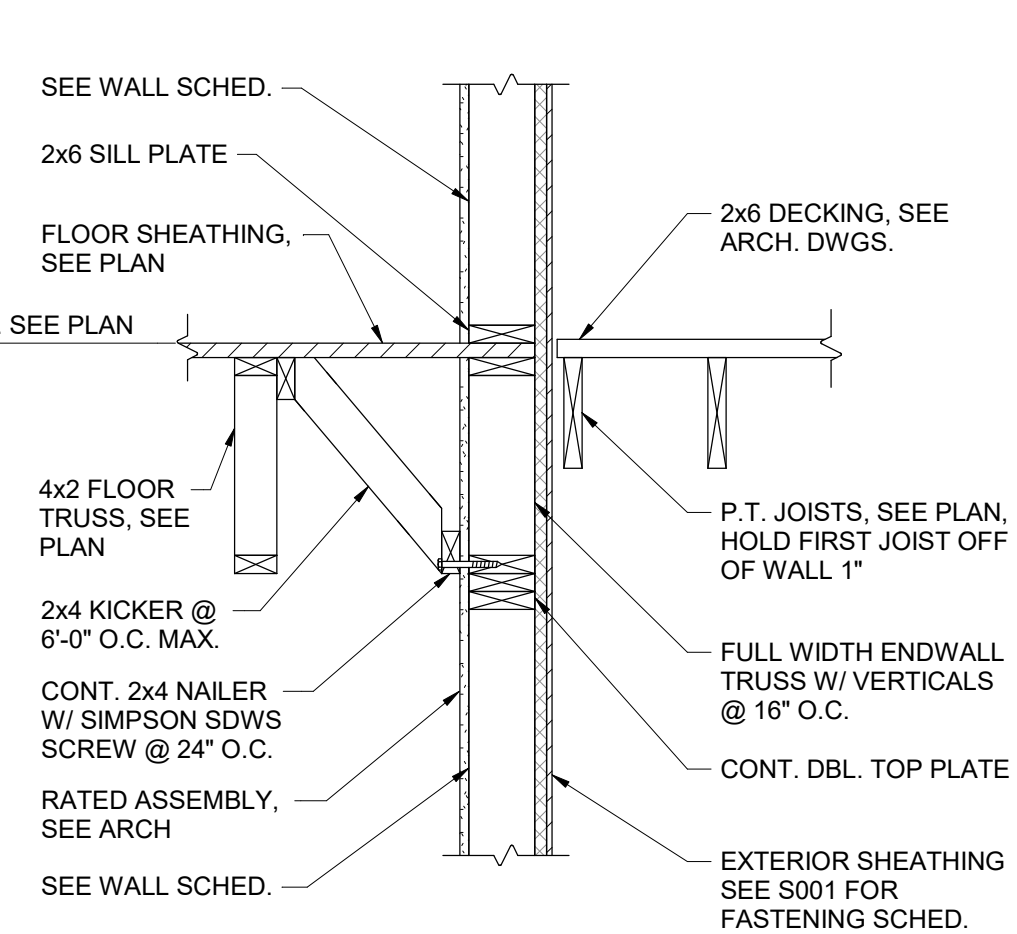 SEE WALL SCHED.
2x6 SILL PLATE
FLOOR SHEATHING,
SEE PLAN
. SEE PLAN
4x2 FLOOR
TRUSS, SEE
PLAN
2x4 KICKER @
6'-0" O.C. MAX.
CONT. 2x4 NAILER
W/ SIMPSON SDWS
SCREW @ 24" O.C.
RATED ASSEMBLY,
SEE ARCH
SEE WALL SCHED.
2x6 DECKING, SEE
ARCH. DWGS.
P.T. JOISTS, SEE PLAN,
HOLD FIRST JOIST OFF
OF WALL 1"
FULL WIDTH ENDWALL
TRUSS W/ VERTICALS
@ 16" O.C.
CONT. DBL. TOP PLATE
EXTERIOR SHEATHING
SEE S001 FOR
FASTENING SCHED.